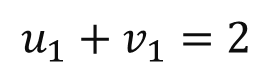 u₁ + v₁ = 2